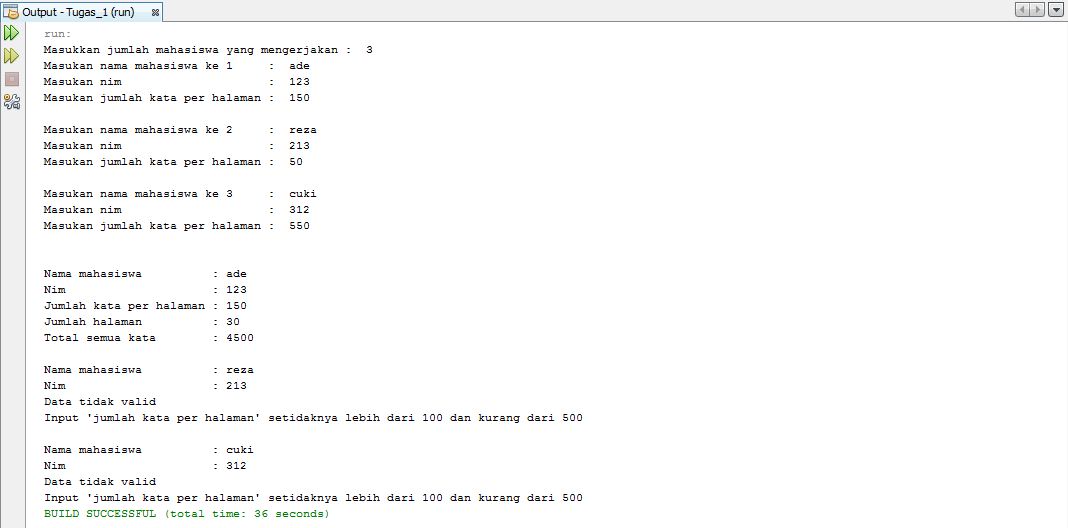 Output - Tugas_1 (run)
run:
Masukkan jumlah mahasiswa yang mengerjakan : 3
Masukan nama mahasiswa ke 1 : ade
Masukan nim : 123
Masukan jumlah kata per halaman : 150
Masukan nama mahasiswa ke 2 : reza
Masukan nim : 213
Masukan jumlah kata per halaman : 50
Masukan nama mahasiswa ke 3 : cuki
Masukan nim : 312
Masukan jumlah kata per halaman : 550
Nama mahasiswa : ade
Nim : 123
Jumlah kata per halaman : 150
Jumlah halaman : 30
Total semua kata : 4500
Nama mahasiswa : reza
Nim : 213
Data tidak valid
Input 'jumlah kata per halaman' setidaknya lebih dari 100 dan kurang dari 500
Nama mahasiswa : cuki
Nim : 312
Data tidak valid
Input 'jumlah kata per halaman' setidaknya lebih dari 100 dan kurang dari 500
BUILD SUCCESSFUL (total time: 36 seconds)